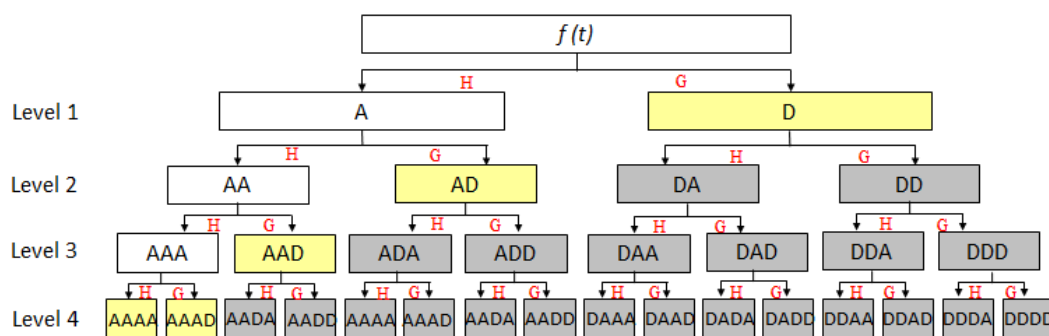 f (t)
H G
Level 1 A D
H G H G
Level 2 AA AD DA DD
H G H G H G H G
Level 3 AAA AAD ADA ADD DAA DAD DDA DDD
H G H G H G H G H G H G H G H G
Level 4 AAAA AAAD AADA AADD AAAA AAAD AADA AADD DAAA DAAD DADA DADD DDAA DDAD DDDA DDDD